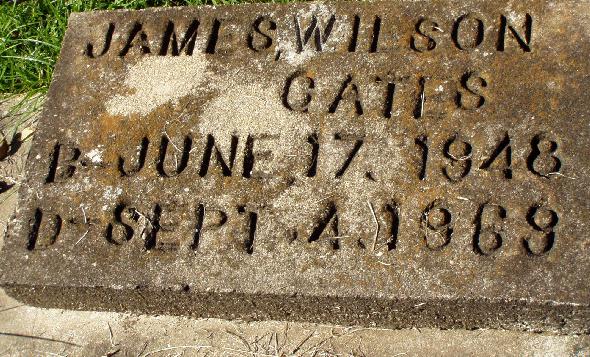 JAMES, WILSON
GATES
B- JUNE, 17, 1948
D- SEPT. 4, 1969